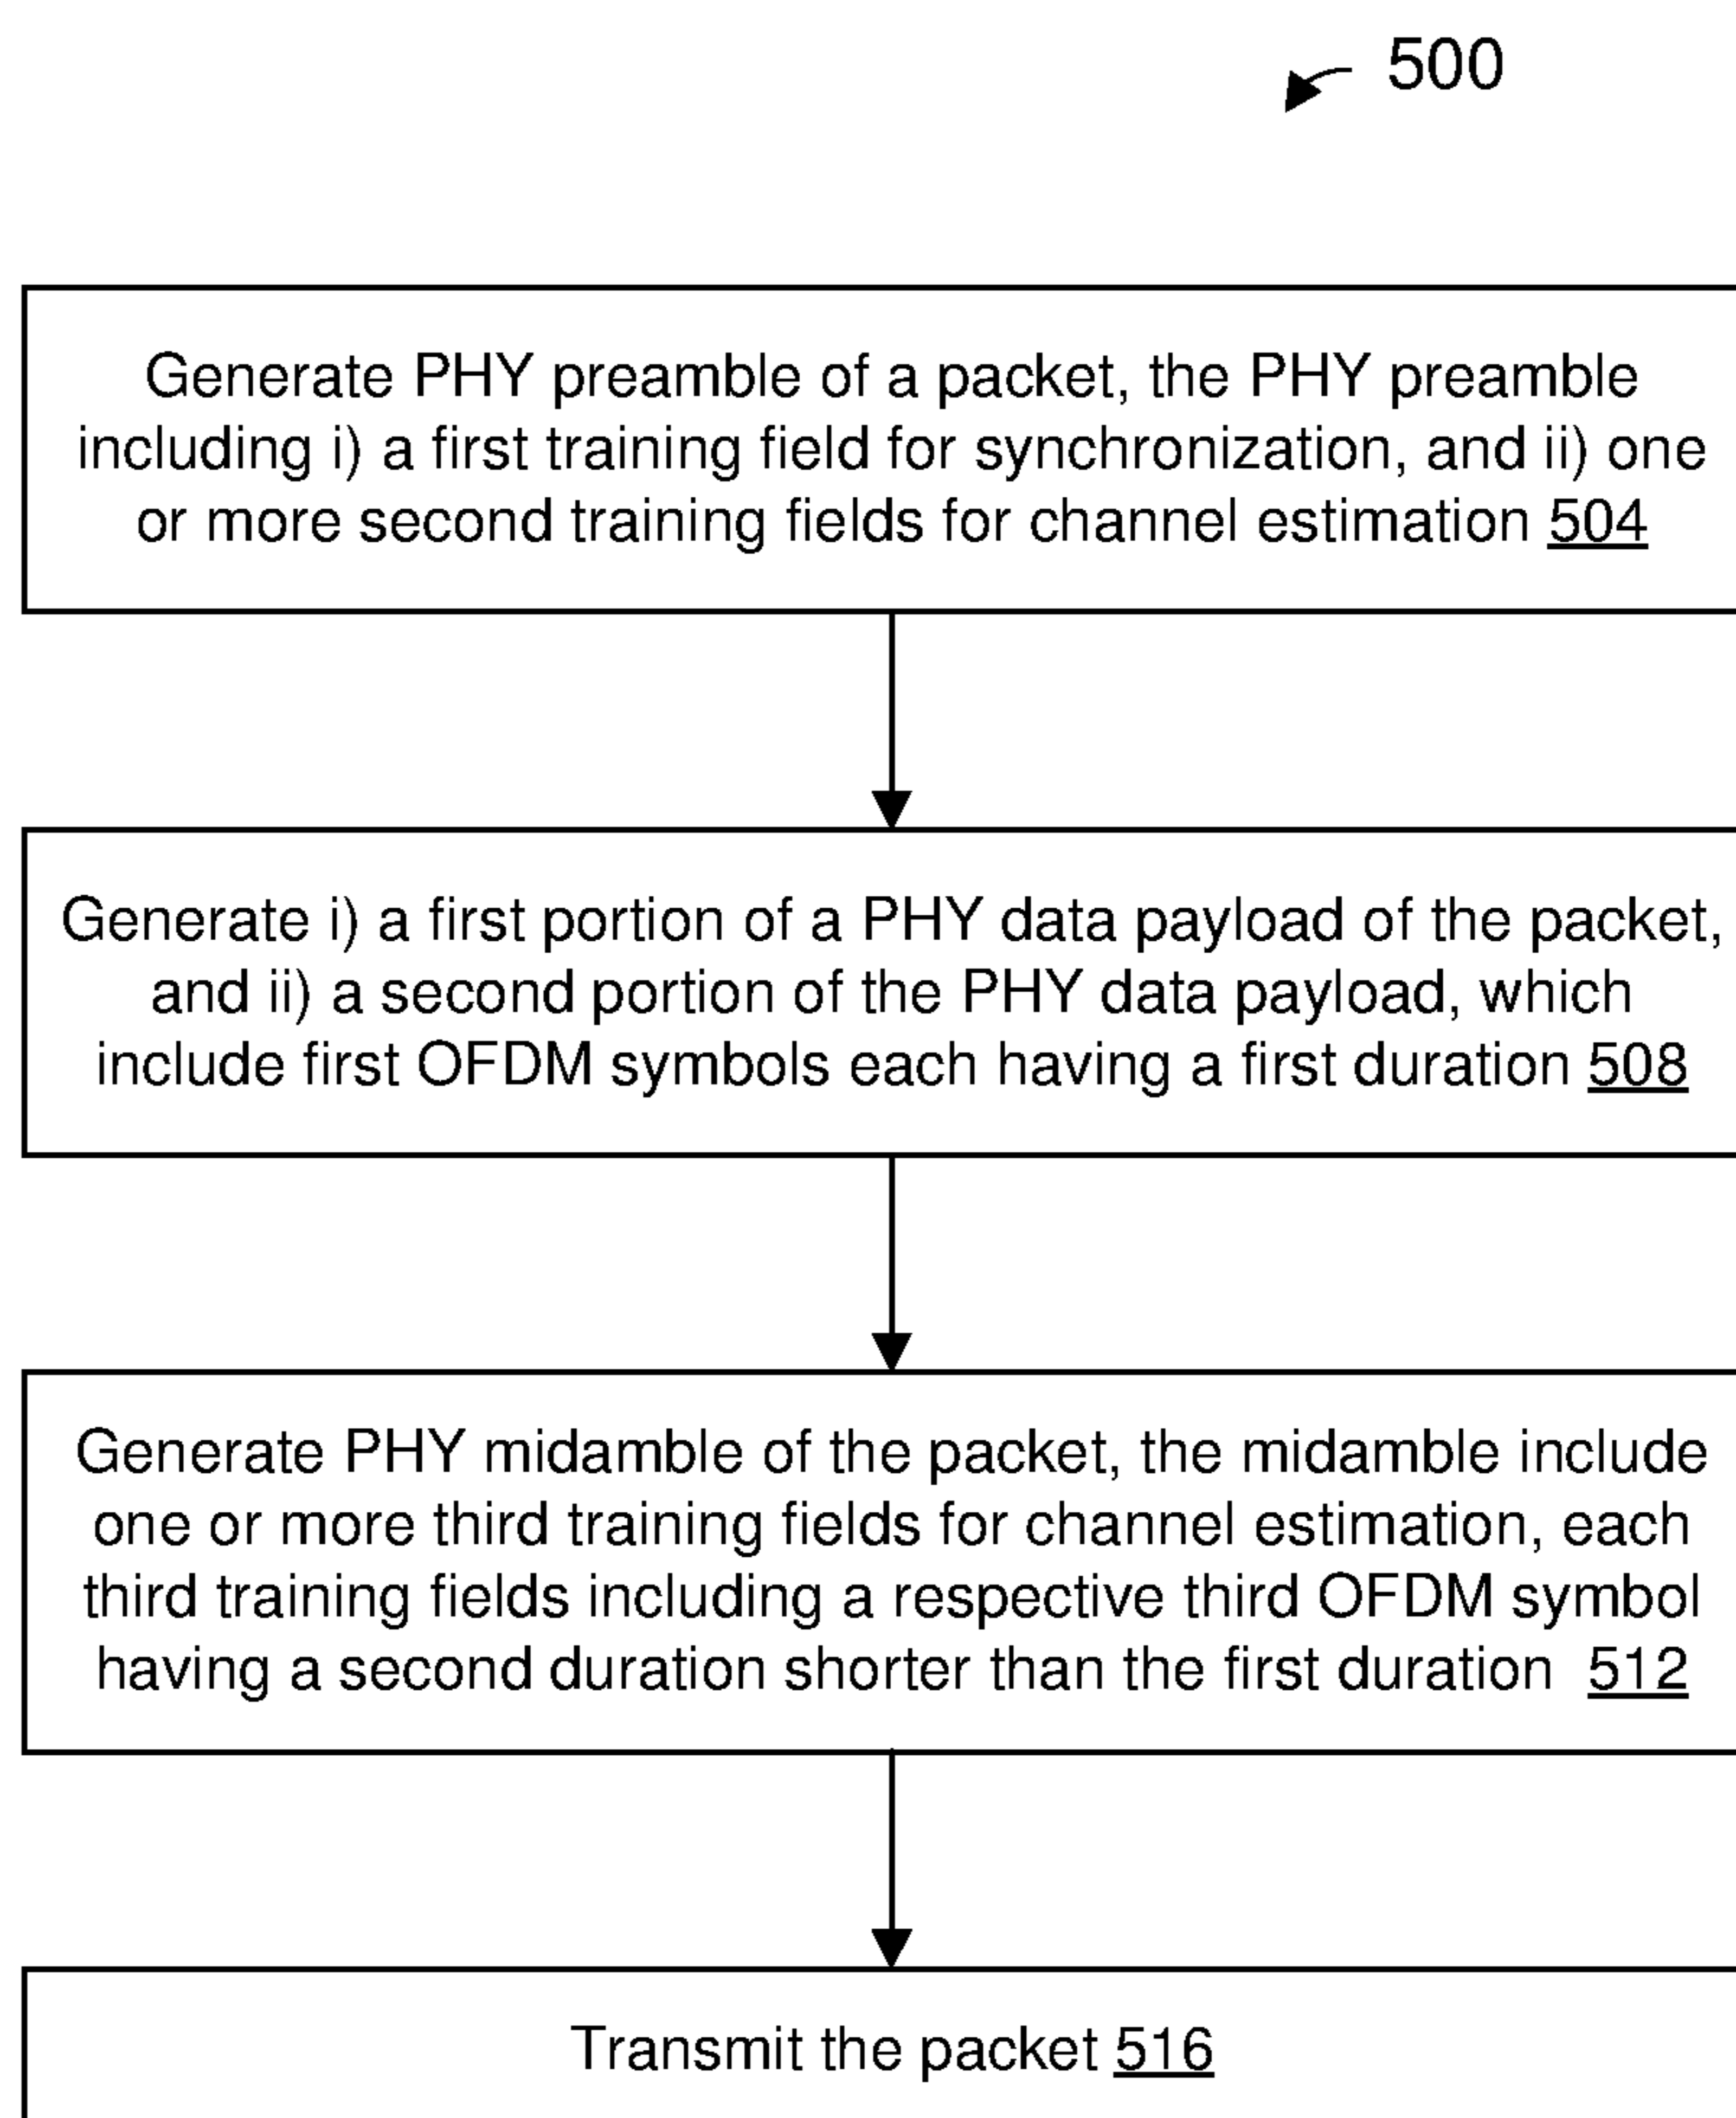 500
Generate PHY preamble of a packet, the PHY preamble
including i) a first training field for synchronization, and ii) one
or more second training fields for channel estimation 504
Generate i) a first portion of a PHY data payload of the packet,
and ii) a second portion of the PHY data payload, which
include first OFDM symbols each having a first duration 508
Generate PHY midamble of the packet, the midamble include
one or more third training fields for channel estimation, each
third training fields including a respective third OFDM symbol
having a second duration shorter than the first duration 512
Transmit the packet 516